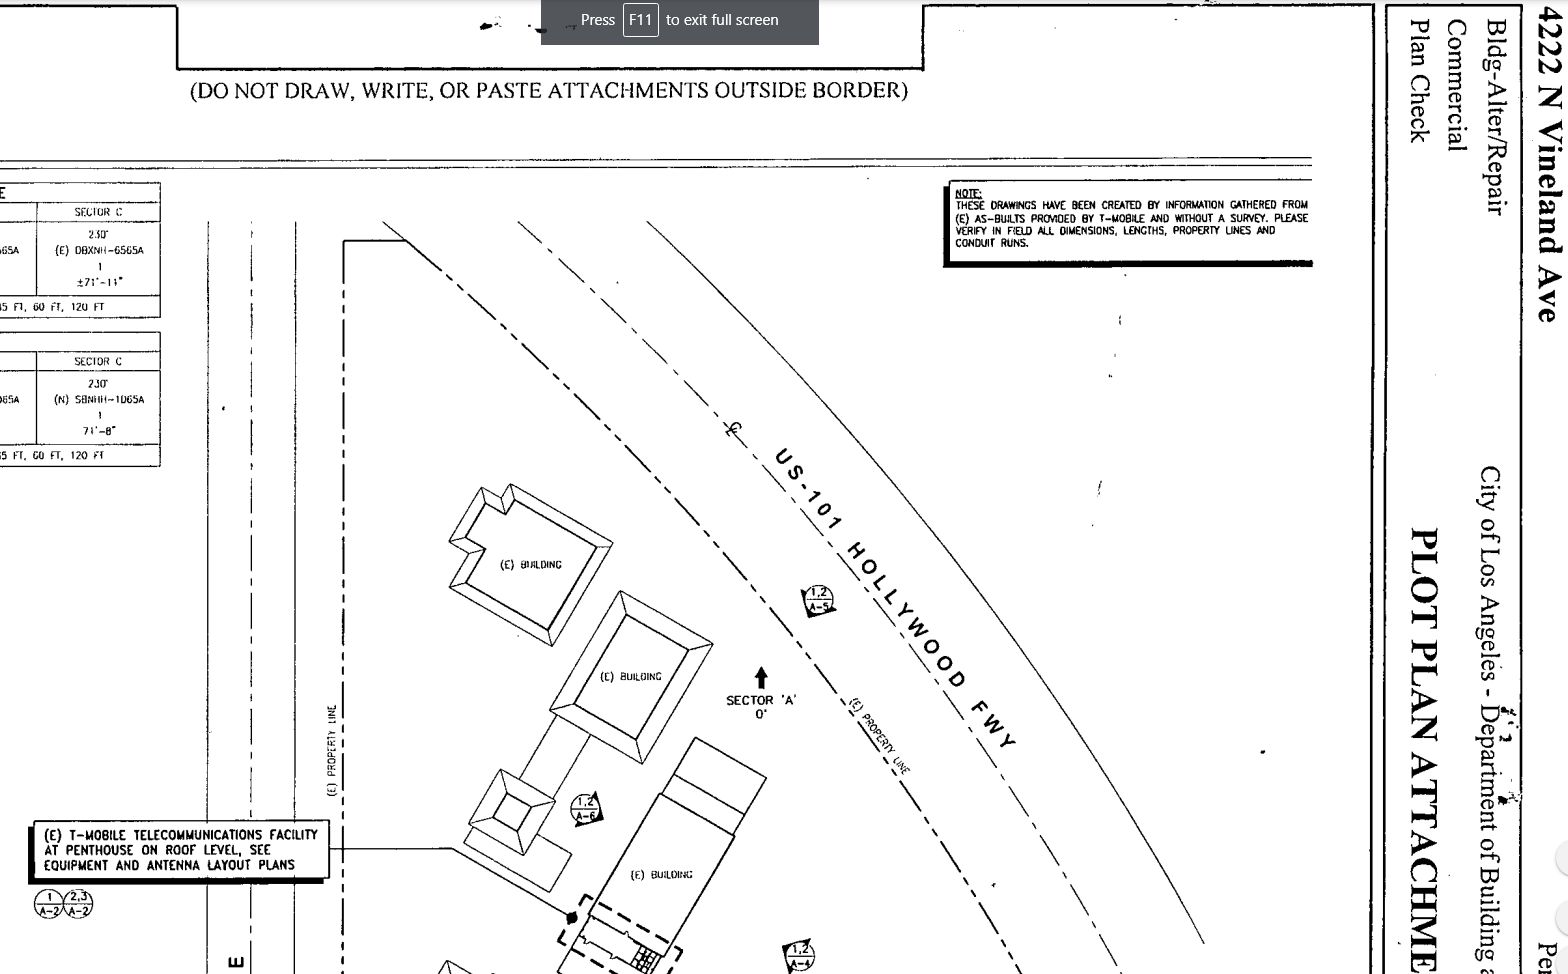 Press F11 to exit full screen
(DO NOT DRAW, WRITE, OR PASTE ATTACHMENTS OUTSIDE BORDER)
4222 N Vineland Ave
Bldg-Alter/Repair
Commercial
Plan Check
City of Los Angeles - Department of Building
PLOT PLAN ATTACHME
NOTE:
THESE DRAWINGS HAVE BEEN CREATED BY INFORMATION GATHERED FROM
(E) AS-BUILTS PROVIDED BY T-MOBILE AND WITHOUT A SURVEY. PLEASE
VERIFY IN FIELD ALL DIMENSIONS, LENGTHS, PROPERTY LINES AND
CONDUIT RUNS.
E
SECTOR C
230°
65A
(E) DBXNH-6565A
1
±71'-11"
5 FT, 60 FT, 120 FT
SECTOR C
230°
65A
(N) SBNHH-1D65A
1
71'-8"
5 FT, 60 FT, 120 FT
US-101 HOLLYWOOD FWY
(E) BUILDING
1,2
A-5
(E) BUILDING
SECTOR 'A'
0°
(E) PROPERTY LINE
(E) PROPERTY LINE
1,2
A-6
(E) T-MOBILE TELECOMMUNICATIONS FACILITY
AT PENTHOUSE ON ROOF LEVEL, SEE
EQUIPMENT AND ANTENNA LAYOUT PLANS
(E) BUILDING
1 2,3
A-2 A-2
1,2
A-4
E